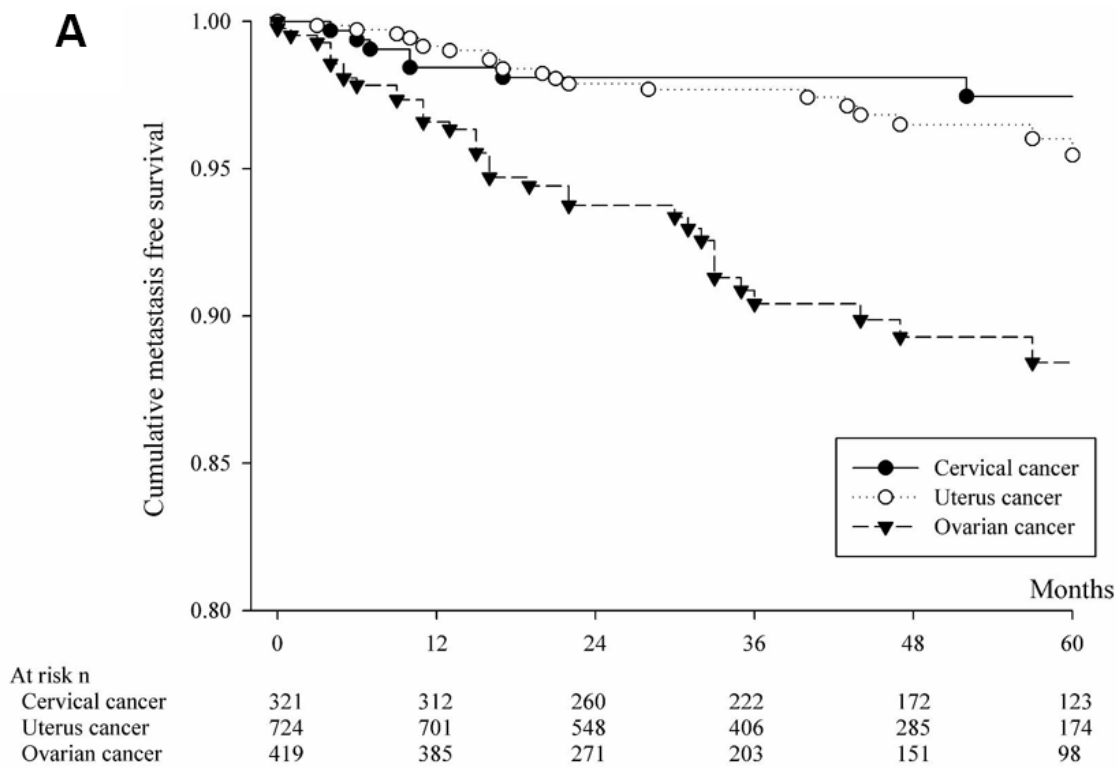 A
Cumulative metastasis free survival
1.00
0.95
0.90
0.85
0.80
Cervical cancer
Uterus cancer
Ovarian cancer
Months
0 12 24 36 48 60
At risk n
Cervical cancer 321 312 260 222 172 123
Uterus cancer 724 701 548 406 285 174
Ovarian cancer 419 385 271 203 151 98